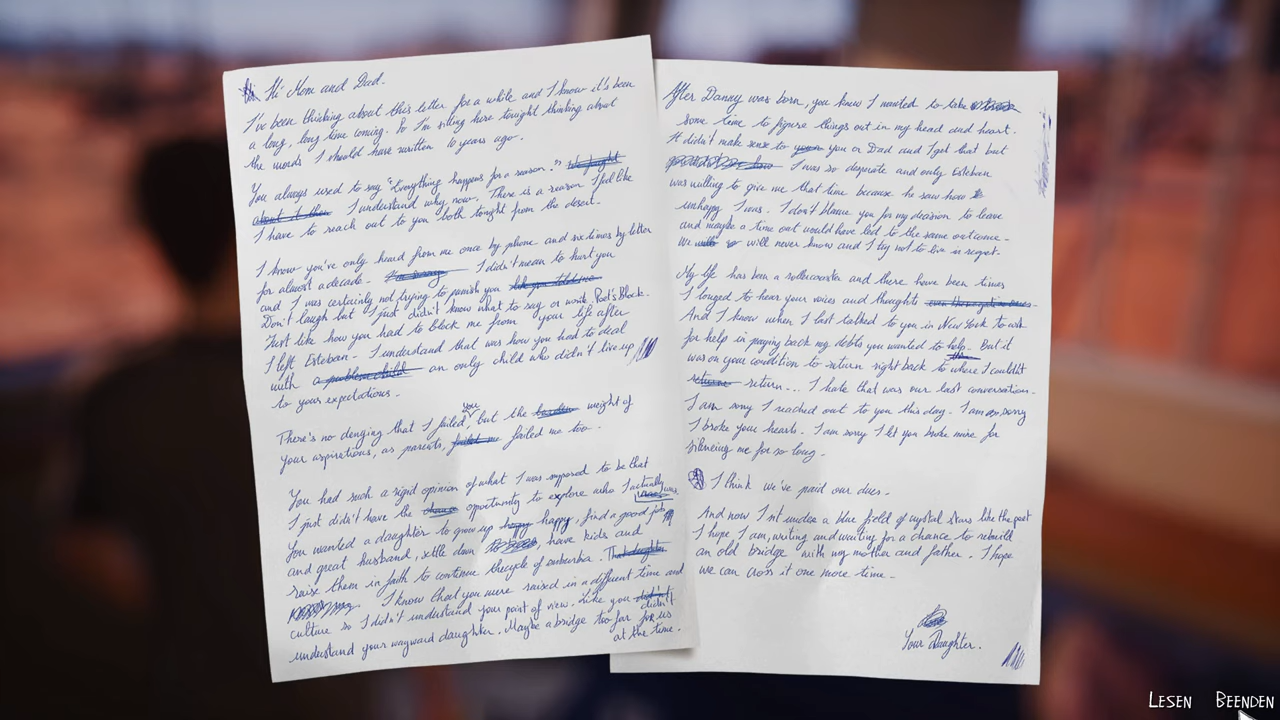 Hi Mom and Dad.
I've been thinking about this letter for a while and I know it's been
a long, long time coming. So I'm sitting here tonight thinking about
the words I should have written 10 years ago.
You always used to say "Everything happens for a reason."
I understand why now. There is a reason I feel like
I have to reach out to you both tonight from the desert.
I know you've only heard from me once by phone and six times by letter
for almost a decade. I'm sorry I didn't mean to hurt you
and I was certainly not trying to punish you
Don't laugh but I just didn't know what to say or write. Poet's Block.
Just like how you had to block me from your life after
I left Esteban. I understand that was how you had to deal
with a problem child an only child who didn't live up
to your expectations.
There's no denying that I failed you, but the burden weight of
your aspirations, as parents, failed me failed me too.
You had such a rigid opinion of what I was supposed to be that
I just didn't have the chance opportunity to explore who I actually was.
You wanted a daughter to grow up happy happy, find a good job
and great husband, settle down, have kids and
raise them in faith to continue the cycle of suburbia. That daughter
I know that you were raised in a different time and
culture so I didn't understand your point of view. Like you didn't didn't
understand your wayward daughter. Maybe a bridge too far for us
at the time.
After Danny was born, you knew I wanted to take
some time to figure things out in my head and heart.
It didn't make sense to you or Dad and I get that but
I was so desperate and only Esteban
was willing to give me that time because he saw how
unhappy I was. I don't blame you for my decision to leave
and maybe a time out would have led to the same outcome.
We will never know and I try not to live in regret.
My life has been a rollercoaster and there have been times
I longed to hear your voices and thoughts
And I know when I last talked to you in New York to ask
for help in paying back my debts you wanted to help. But it
was on your condition to return right back to where I couldn't
return return... I hate that was our last conversation.
I am sorry I reached out to you this day. I am so sorry
I broke your hearts. I am sorry I let you broke mine for
silencing me for so long.
I think we've paid our dues.
And now I sit under a blue field of crystal stars like the poet
I hope I am, writing and waiting for a chance to rebuild
an old bridge with my mother and father. I hope
we can cross it one more time.
Your Daughter.
LESEN BEENDEN